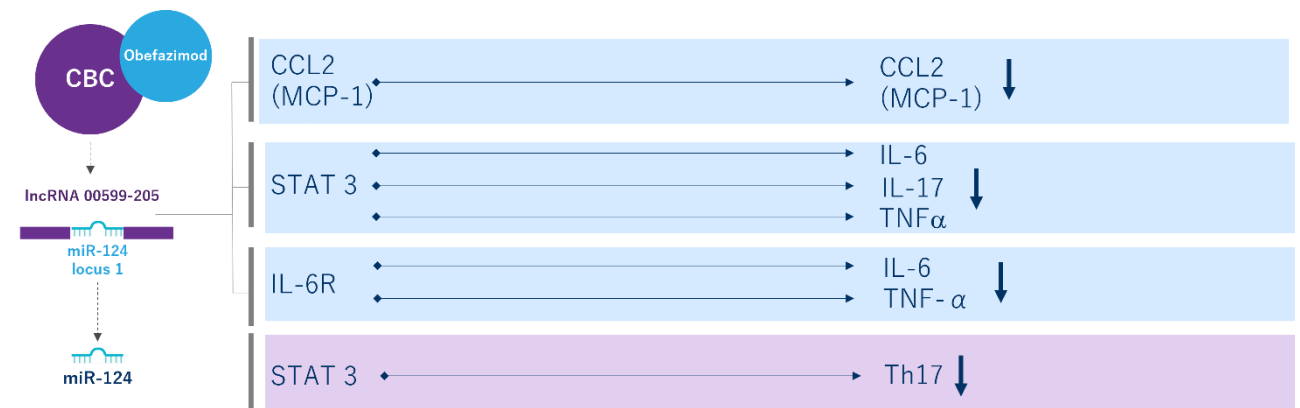 CBC
Obefazimod
lncRNA 00599-205
miR-124
locus 1
miR-124
CCL2
(MCP-1)
CCL2
(MCP-1)
STAT 3
IL-6
IL-17
TNFα
IL-6R
IL-6
TNF- α
STAT 3
Th17